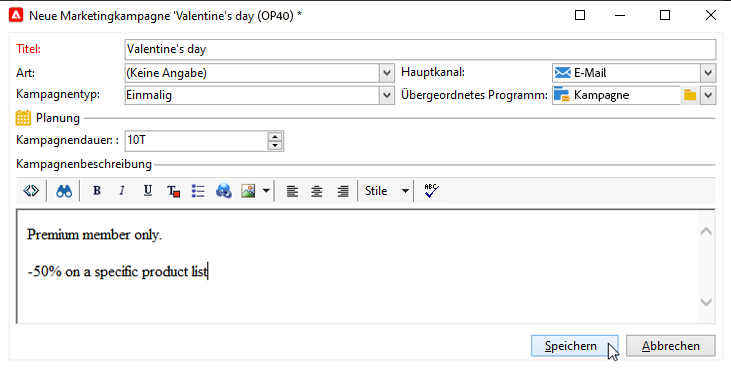 Neue Marketingkampagne 'Valentine's day (OP40) *
Titel: Valentine's day
Art: (Keine Angabe) Hauptkanal: E-Mail
Kampagnentyp: Einmalig Übergeordnetes Programm: Kampagne
Planung
Kampagnendauer: : 10T
Kampagnenbeschreibung
B I U T Stile ABC
Premium member only.
-50% on a specific product list
Speichern Abbrechen